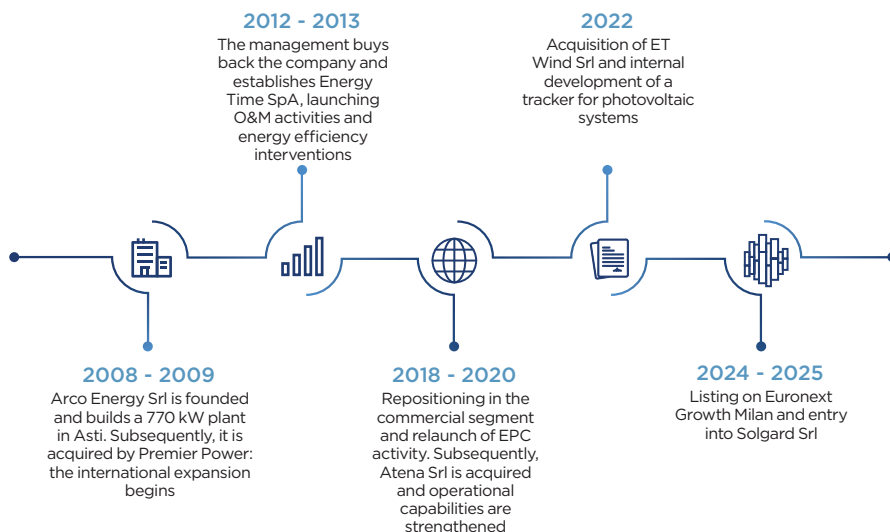 2012 - 2013
The management buys
back the company and
establishes Energy
Time SpA, launching
O&M activities and
energy efficiency
interventions
2022
Acquisition of ET
Wind Srl and internal
development of a
tracker for photovoltaic
systems
2008 - 2009
Arco Energy Srl is founded
and builds a 770 kW plant
in Asti. Subsequently, it is
acquired by Premier Power:
the international expansion
begins
2018 - 2020
Repositioning in the
commercial segment
and relaunch of EPC
activity. Subsequently,
Atena Srl is acquired
and operational
capabilities are
strengthened
2024 - 2025
Listing on Euronext
Growth Milan and entry
into Solgard Srl